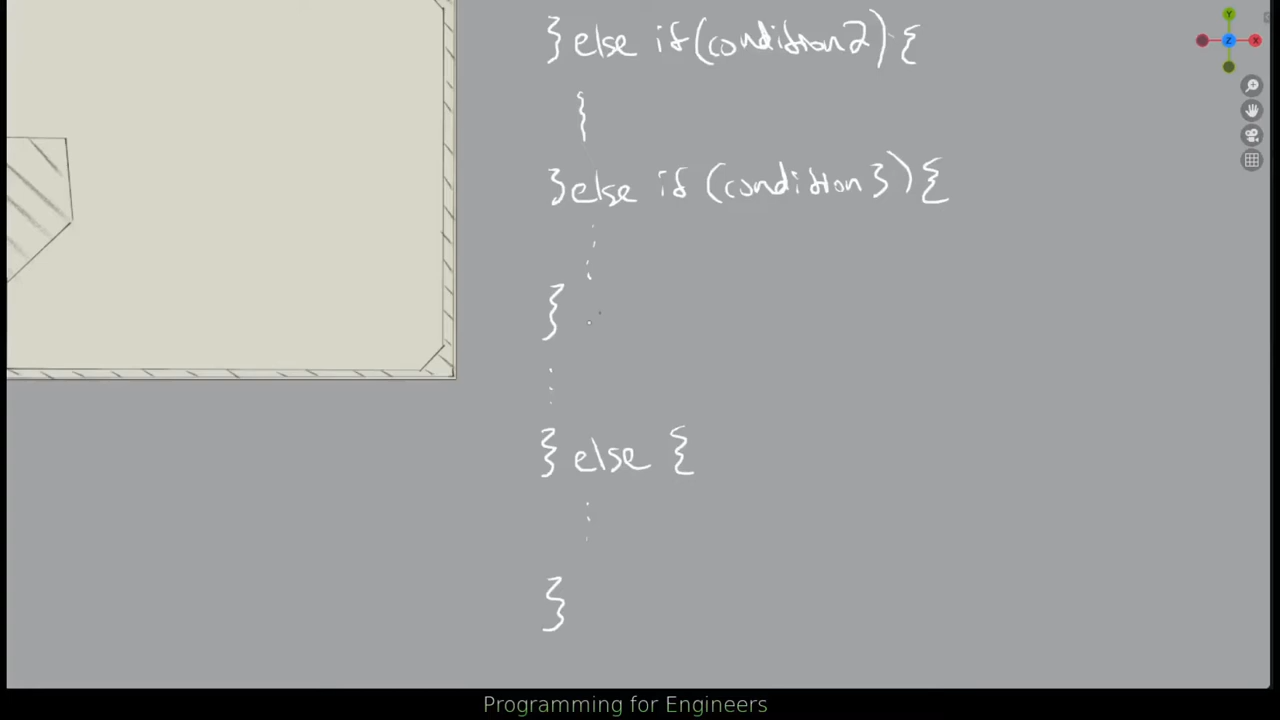 } else if (condition2) {
}
} else if (condition3) {
}
} else {
}
Programming for Engineers
Y
Z
X